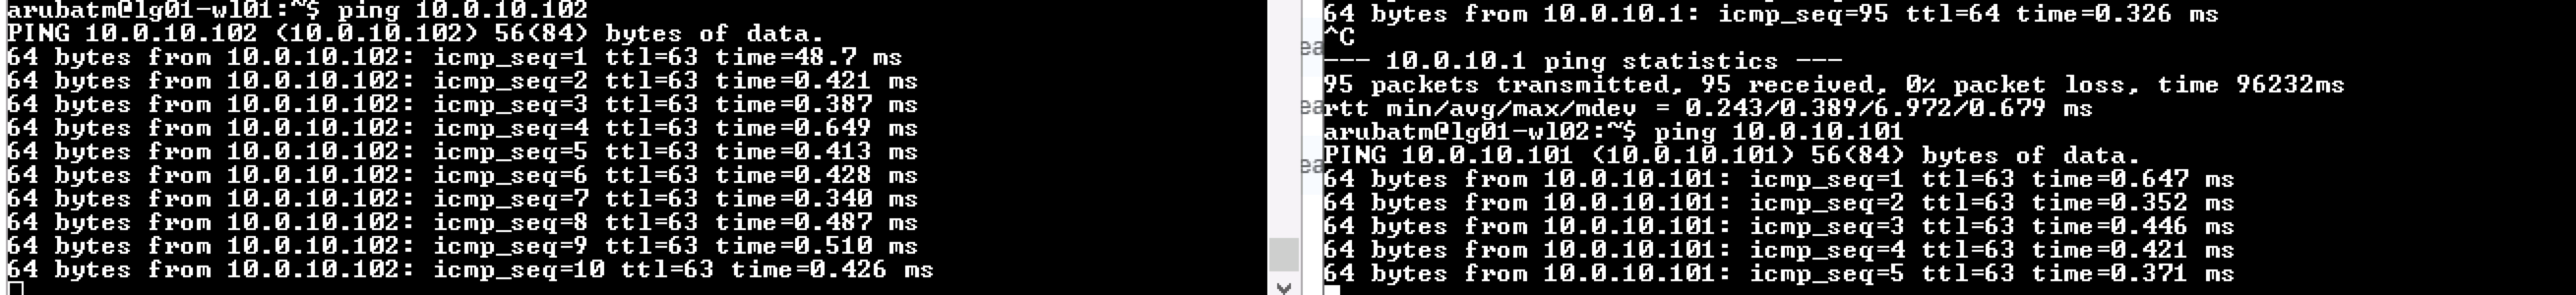 arubatm@lg01-wl01:~$ ping 10.0.10.102
PING 10.0.10.102 (10.0.10.102) 56(84) bytes of data.
64 bytes from 10.0.10.102: icmp_seq=1 ttl=63 time=48.7 ms
64 bytes from 10.0.10.102: icmp_seq=2 ttl=63 time=0.421 ms
64 bytes from 10.0.10.102: icmp_seq=3 ttl=63 time=0.387 ms
64 bytes from 10.0.10.102: icmp_seq=4 ttl=63 time=0.649 ms
64 bytes from 10.0.10.102: icmp_seq=5 ttl=63 time=0.413 ms
64 bytes from 10.0.10.102: icmp_seq=6 ttl=63 time=0.428 ms
64 bytes from 10.0.10.102: icmp_seq=7 ttl=63 time=0.340 ms
64 bytes from 10.0.10.102: icmp_seq=8 ttl=63 time=0.487 ms
64 bytes from 10.0.10.102: icmp_seq=9 ttl=63 time=0.510 ms
64 bytes from 10.0.10.102: icmp_seq=10 ttl=63 time=0.426 ms
64 bytes from 10.0.10.1: icmp_seq=95 ttl=64 time=0.326 ms
^C
--- 10.0.10.1 ping statistics ---
95 packets transmitted, 95 received, 0% packet loss, time 96232ms
rtt min/avg/max/mdev = 0.243/0.389/6.972/0.679 ms
arubatm@lg01-wl02:~$ ping 10.0.10.101
PING 10.0.10.101 (10.0.10.101) 56(84) bytes of data.
64 bytes from 10.0.10.101: icmp_seq=1 ttl=63 time=0.647 ms
64 bytes from 10.0.10.101: icmp_seq=2 ttl=63 time=0.352 ms
64 bytes from 10.0.10.101: icmp_seq=3 ttl=63 time=0.446 ms
64 bytes from 10.0.10.101: icmp_seq=4 ttl=63 time=0.421 ms
64 bytes from 10.0.10.101: icmp_seq=5 ttl=63 time=0.371 ms